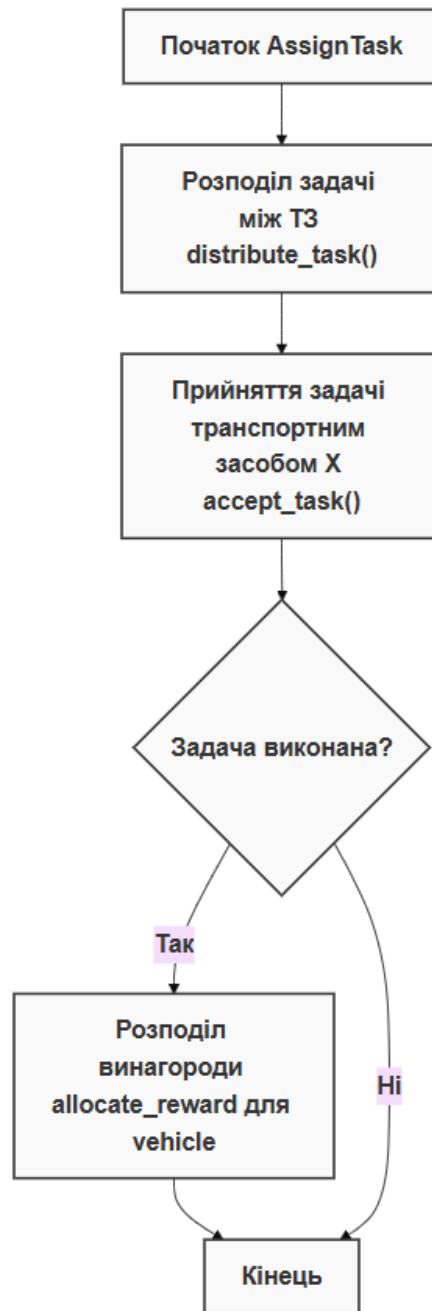 Початок AssignTask
Розподіл задачі
між ТЗ
distribute_task()
Прийняття задачі
транспортним
засобом X
accept_task()
Задача виконана?
Так
Ні
Розподіл
винагороди
allocate_reward для
vehicle
Кінець